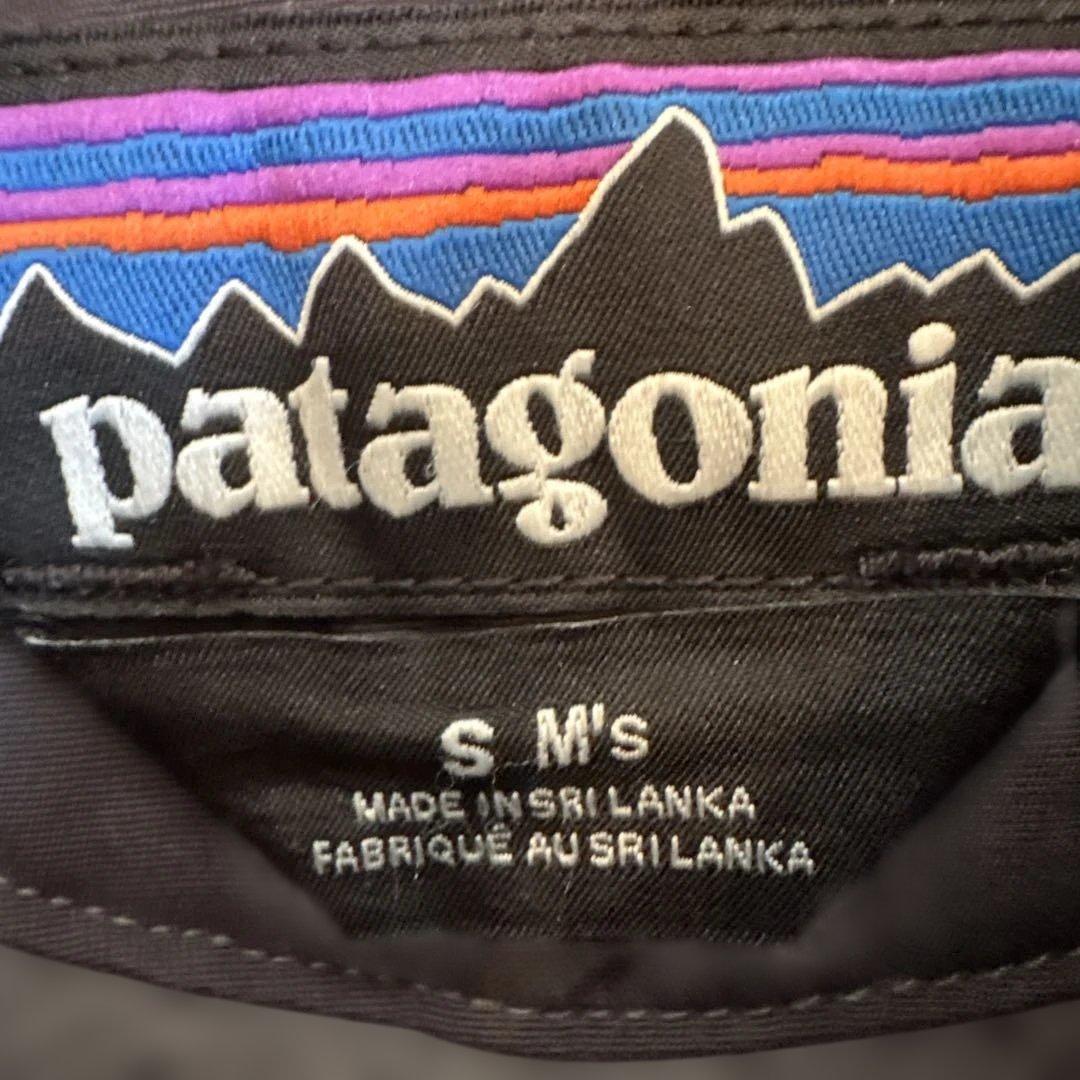 patagonia
S M's
MADE IN SRI LANKA
FABRIQUÉ AU SRI LANKA